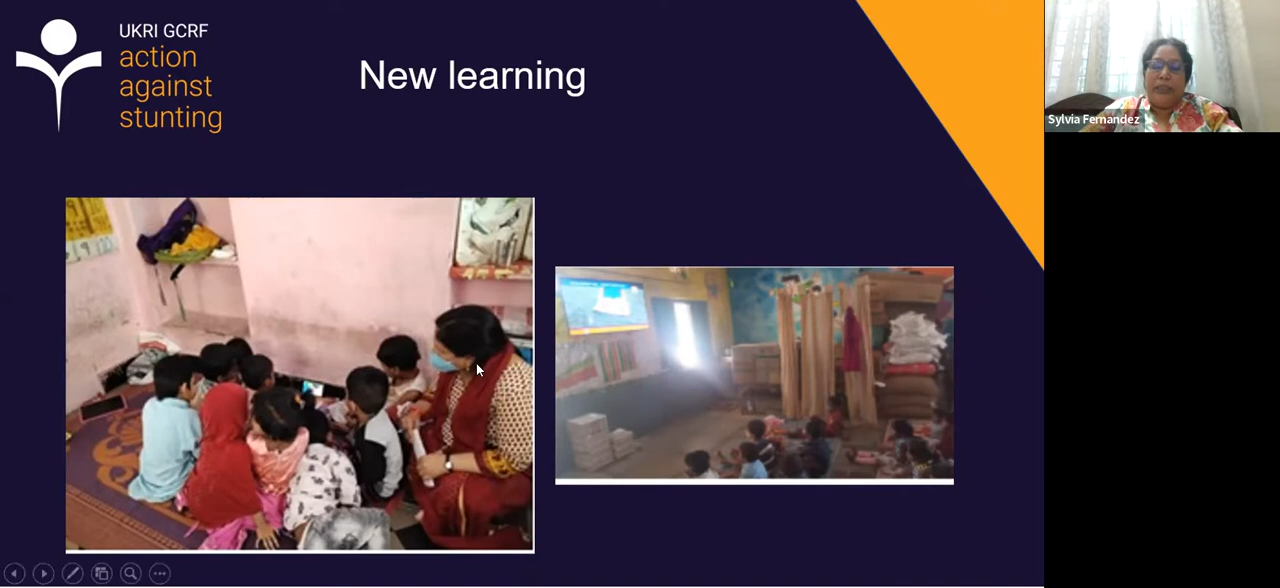 UKRI GCRF
action
against
stunting
New learning
Sylvia Fernandez